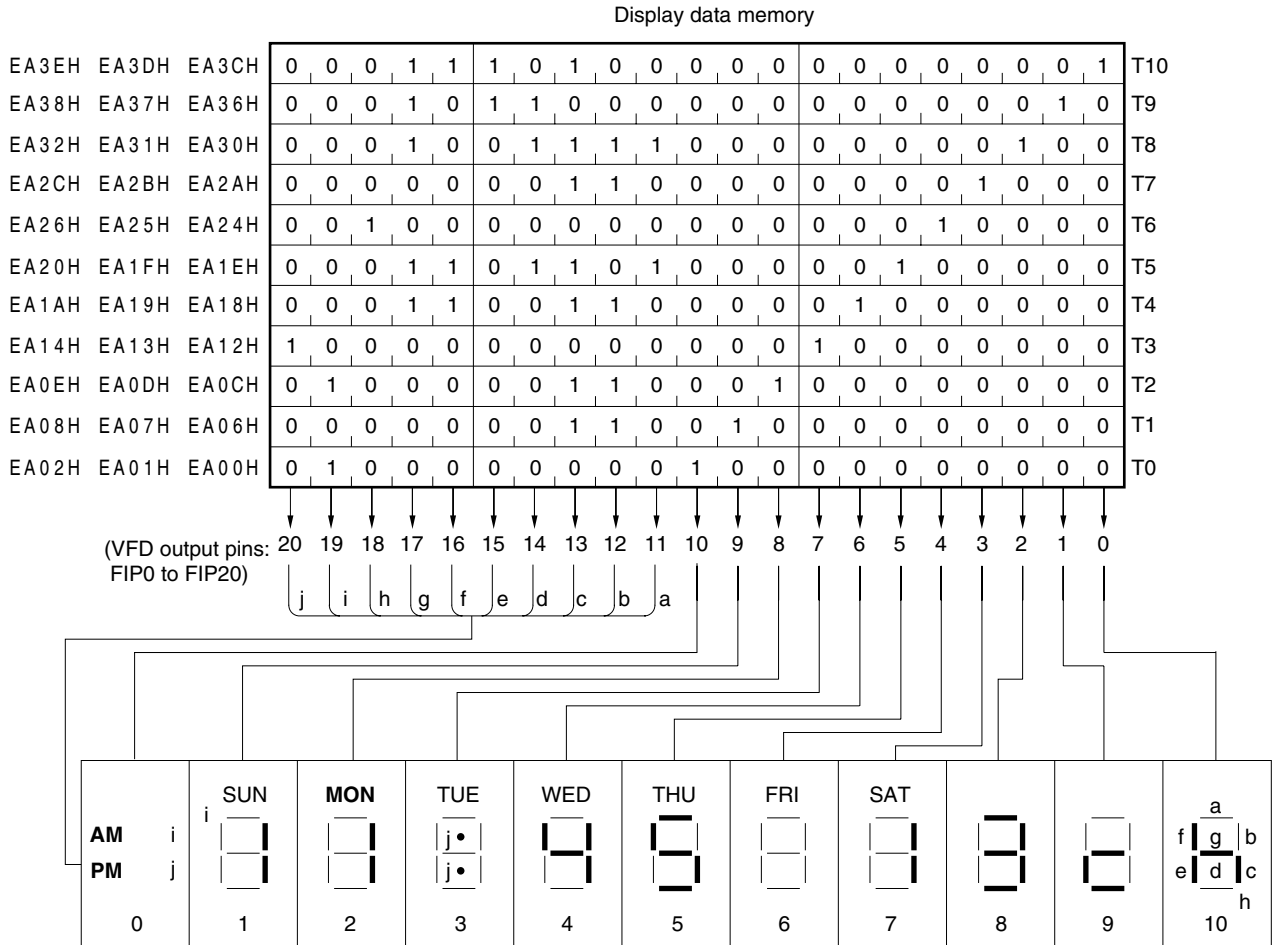 Display data memory
EA3EH EA3DH EA3CH 0 0 0 1 1 1 0 1 0 0 0 0 0 0 0 0 0 0 0 0 1 T10
EA38H EA37H EA36H 0 0 0 1 0 1 1 0 0 0 0 0 0 0 0 0 0 0 0 1 0 T9
EA32H EA31H EA30H 0 0 0 1 0 0 1 1 1 1 0 0 0 0 0 0 0 0 1 0 0 T8
EA2CH EA2BH EA2AH 0 0 0 0 0 0 0 1 1 0 0 0 0 0 0 0 0 1 0 0 0 T7
EA26H EA25H EA24H 0 0 1 0 0 0 0 0 0 0 0 0 0 0 0 0 1 0 0 0 0 T6
EA20H EA1FH EA1EH 0 0 0 1 1 0 1 1 0 1 0 0 0 0 0 1 0 0 0 0 0 T5
EA1AH EA19H EA18H 0 0 0 1 1 0 0 1 1 0 0 0 0 0 1 0 0 0 0 0 0 T4
EA14H EA13H EA12H 1 0 0 0 0 0 0 0 0 0 0 0 0 1 0 0 0 0 0 0 0 T3
EA0EH EA0DH EA0CH 0 1 0 0 0 0 0 1 1 0 0 0 1 0 0 0 0 0 0 0 0 T2
EA08H EA07H EA06H 0 0 0 0 0 0 0 1 1 0 0 1 0 0 0 0 0 0 0 0 0 T1
EA02H EA01H EA00H 0 1 0 0 0 0 0 0 0 0 1 0 0 0 0 0 0 0 0 0 0 T0
(VFD output pins: 20 19 18 17 16 15 14 13 12 11 10 9 8 7 6 5 4 3 2 1 0
FIP0 to FIP20)
j i h g f e d c b a
SUN MON TUE WED THU FRI SAT
i
a
AM i j f g b
PM j j e d c
h
0 1 2 3 4 5 6 7 8 9 10